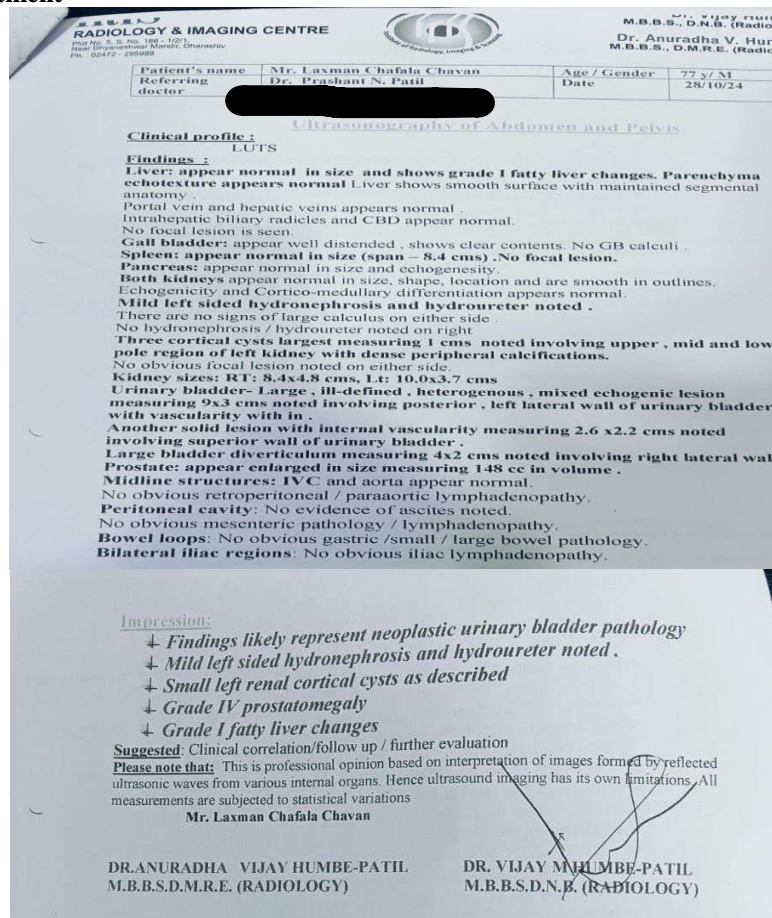 RADIOLOGY & IMAGING CENTRE
Plot No. 5, S. No. 166 - 1/2/1,
Near Dhyaneshwar Mandir, Dharashiv.
Ph. : 02472 -
M.B.B.S., D.N.B. (Radio
Dr. Anuradha V. Hum
M.B.B.S., D.M.R.E. (Radio
Patient's name Mr. Laxman Chafala Chavan Age / Gender 77 y/ M
Referring doctor Dr. Prashant N. Patil Date 28/10/24
Ultrasonography of Abdomen and Pelvis
Clinical profile :
LUTS
Findings :
Liver: appear normal in size and shows grade I fatty liver changes. Parenchyma
echotexture appears normal Liver shows smooth surface with maintained segmental
anatomy .
Portal vein and hepatic veins appears normal .
Intrahepatic biliary radicles and CBD appear normal.
No focal lesion is seen.
Gall bladder: appear well distended , shows clear contents. No GB calculi .
Spleen: appear normal in size (span – 8.4 cms) .No focal lesion.
Pancreas: appear normal in size and echogenesity.
Both kidneys appear normal in size, shape, location and are smooth in outlines.
Echogenicity and Cortico-medullary differentiation appears normal.
Mild left sided hydronephrosis and hydroureter noted .
There are no signs of large calculus on either side .
No hydronephrosis / hydroureter noted on right
Three cortical cysts largest measuring 1 cms noted involving upper , mid and low
pole region of left kidney with dense peripheral calcifications.
No obvious focal lesion noted on either side.
Kidney sizes: RT: 8.4x4.8 cms, Lt: 10.0x3.7 cms
Urinary bladder- Large , ill-defined , heterogenous , mixed echogenic lesion
measuring 9x3 cms noted involving posterior , left lateral wall of urinary bladder
with vascularity with in .
Another solid lesion with internal vascularity measuring 2.6 x2.2 cms noted
involving superior wall of urinary bladder .
Large bladder diverticulum measuring 4x2 cms noted involving right lateral wal
Prostate: appear enlarged in size measuring 148 cc in volume .
Midline structures: IVC and aorta appear normal.
No obvious retroperitoneal / paraaortic lymphadenopathy.
Peritoneal cavity: No evidence of ascites noted.
No obvious mesenteric pathology / lymphadenopathy.
Bowel loops: No obvious gastric /small / large bowel pathology.
Bilateral iliac regions: No obvious iliac lymphadenopathy.
Impression:
Findings likely represent neoplastic urinary bladder pathology
Mild left sided hydronephrosis and hydroureter noted .
Small left renal cortical cysts as described
Grade IV prostatomegaly
Grade I fatty liver changes
Suggested: Clinical correlation/follow up / further evaluation
Please note that: This is professional opinion based on interpretation of images formed by reflected
ultrasonic waves from various internal organs. Hence ultrasound imaging has its own limitations. All
measurements are subjected to statistical variations
Mr. Laxman Chafala Chavan
DR.ANURADHA VIJAY HUMBE-PATIL DR. VIJAY M HUMBE-PATIL
M.B.B.S.D.M.R.E. (RADIOLOGY) M.B.B.S.D.N.B. (RADIOLOGY)